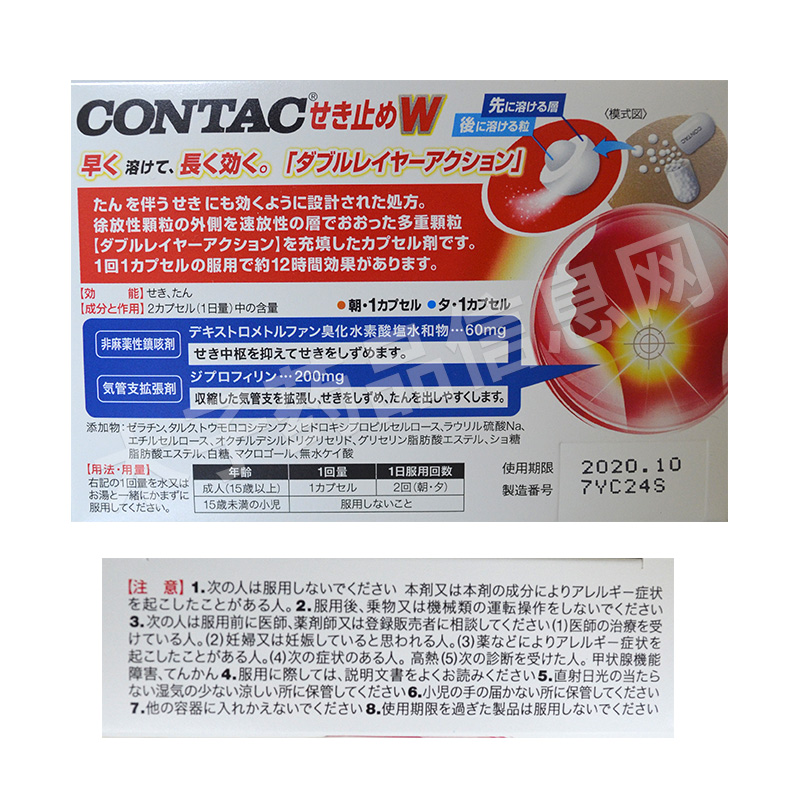 CONTAC® せき止めW
先に溶ける層
後に溶ける粒
〈模式図〉
CONTAC
早く溶けて、長く効く。「ダブルレイヤーアクション」
たんを伴うせきにも効くように設計された処方。
徐放性顆粒の外側を速放性の層でおおった多重顆粒
【ダブルレイヤーアクション】を充填したカプセル剤です。
1回1カプセルの服用で約12時間効果があります。
【効　能】せき、たん
【成分と作用】2カプセル(1日量)中の含量
●朝・1カプセル ●夕・1カプセル
非麻薬性鎮咳剤
デキストロメトルファン臭化水素酸塩水和物…60mg
せき中枢を抑えてせきをしずめます。
気管支拡張剤
ジプロフィリン…200mg
収縮した気管支を拡張し、せきをしずめ、たんを出しやすくします。
添加物:ゼラチン、タルク、トウモロコシデンプン、ヒドロキシプロピルセルロース、ラウリル硫酸Na、
エチルセルロース、オクチルデシルトリグリセリド、グリセリン脂肪酸エステル、ショ糖
脂肪酸エステル、白糖、マクロゴール、無水ケイ酸
【用法・用量】
右記の1回量を水又は
お湯と一緒にかまずに
服用してください。
年齢 1回量 1日服用回数
成人(15歳以上) 1カプセル 2回(朝・夕)
15歳未満の小児 服用しないこと
使用期限 2020.10
製造番号 7YC24S
药品信息网
【注　意】1.次の人は服用しないでください 本剤又は本剤の成分によりアレルギー症状
を起こしたことがある人。2.服用後、乗物又は機械類の運転操作をしないでください
3.次の人は服用前に医師、薬剤師又は登録販売者に相談してください(1)医師の治療を受
けている人。(2)妊婦又は妊娠していると思われる人。(3)薬などによりアレルギー症状を
起こしたことがある人。(4)次の症状のある人。高熱(5)次の診断を受けた人。甲状腺機能
障害、てんかん4.服用に際しては、説明文書をよくお読みください5.直射日光の当たら
ない湿気の少ない涼しい所に保管してください6.小児の手の届かない所に保管してください
7.他の容器に入れかえないでください8.使用期限を過ぎた製品は服用しないでください